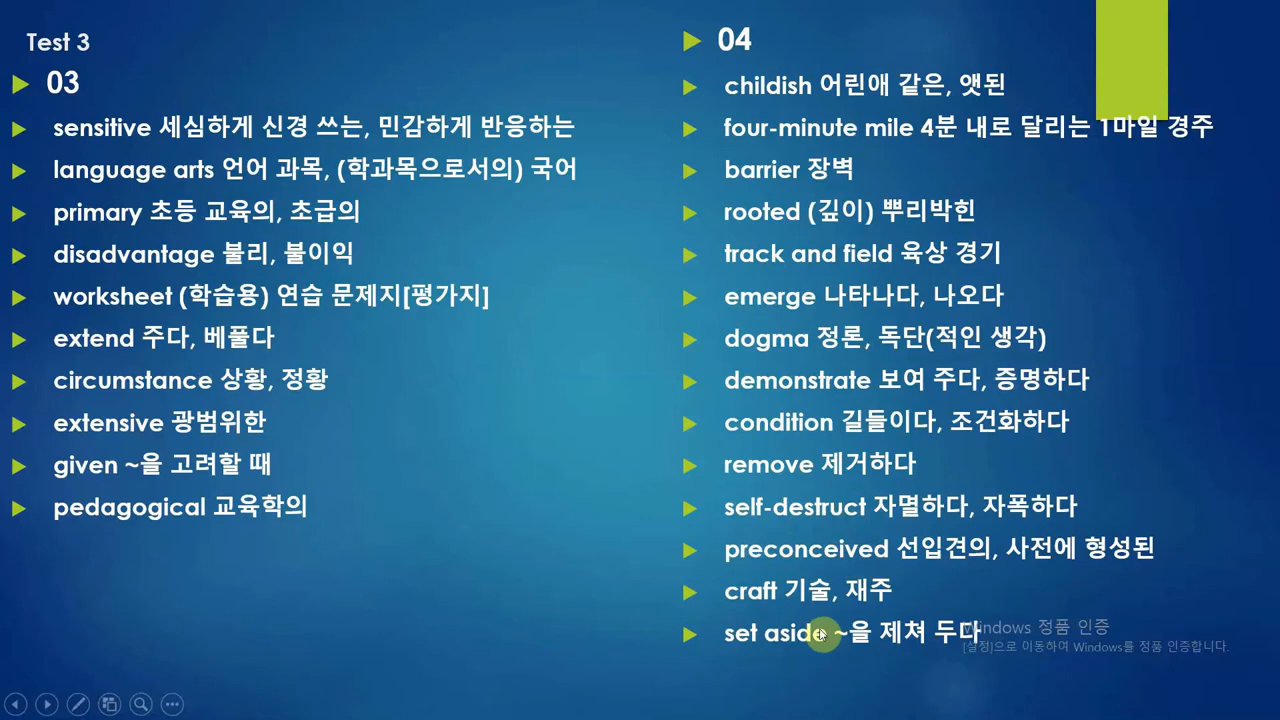 Test 3
03
sensitive 세심하게 신경 쓰는, 민감하게 반응하는
language arts 언어 과목, (학과목으로서의) 국어
primary 초등 교육의, 초급의
disadvantage 불리, 불이익
worksheet (학습용) 연습 문제지[평가지]
extend 주다, 베풀다
circumstance 상황, 정황
extensive 광범위한
given ~을 고려할 때
pedagogical 교육학의
04
childish 어린애 같은, 앳된
four-minute mile 4분 내로 달리는 1마일 경주
barrier 장벽
rooted (깊이) 뿌리박힌
track and field 육상 경기
emerge 나타나다, 나오다
dogma 정론, 독단(적인 생각)
demonstrate 보여 주다, 증명하다
condition 길들이다, 조건화하다
remove 제거하다
self-destruct 자멸하다, 자폭하다
preconceived 선입견의, 사전에 형성된
craft 기술, 재주
set aside ~을 제쳐 두다
Windows 정품 인증
[설정]으로 이동하여 Windows를 정품 인증합니다.